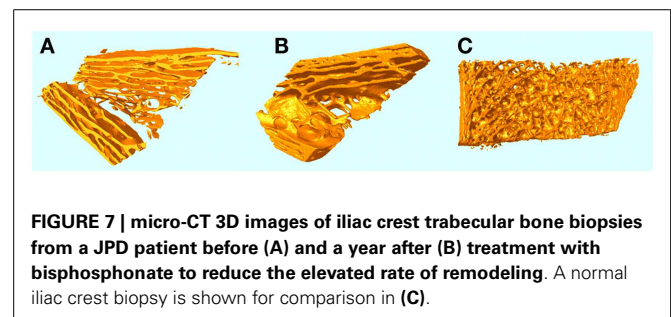 A B C
FIGURE 7 | micro-CT 3D images of iliac crest trabecular bone biopsies
from a JPD patient before (A) and a year after (B) treatment with
bisphosphonate to reduce the elevated rate of remodeling. A normal
iliac crest biopsy is shown for comparison in (C).